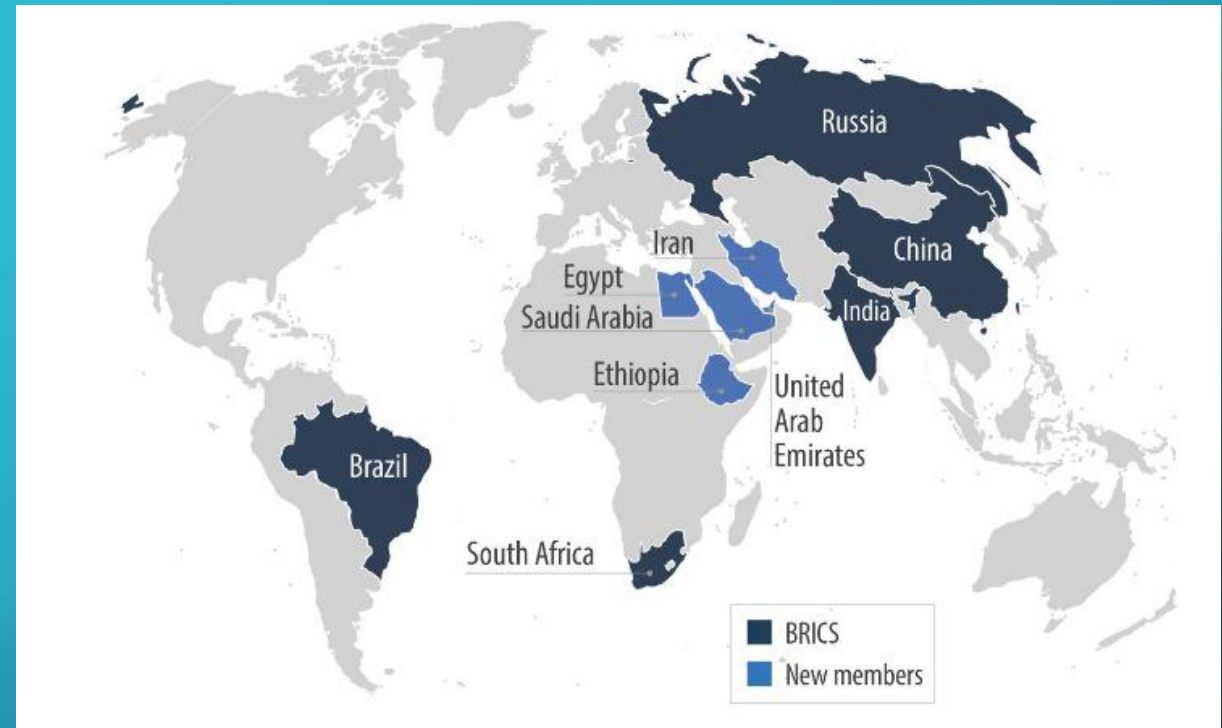 Russia
China
India
Iran
Egypt
Saudi Arabia
Ethiopia
United
Arab
Emirates
Brazil
South Africa
BRICS
New members